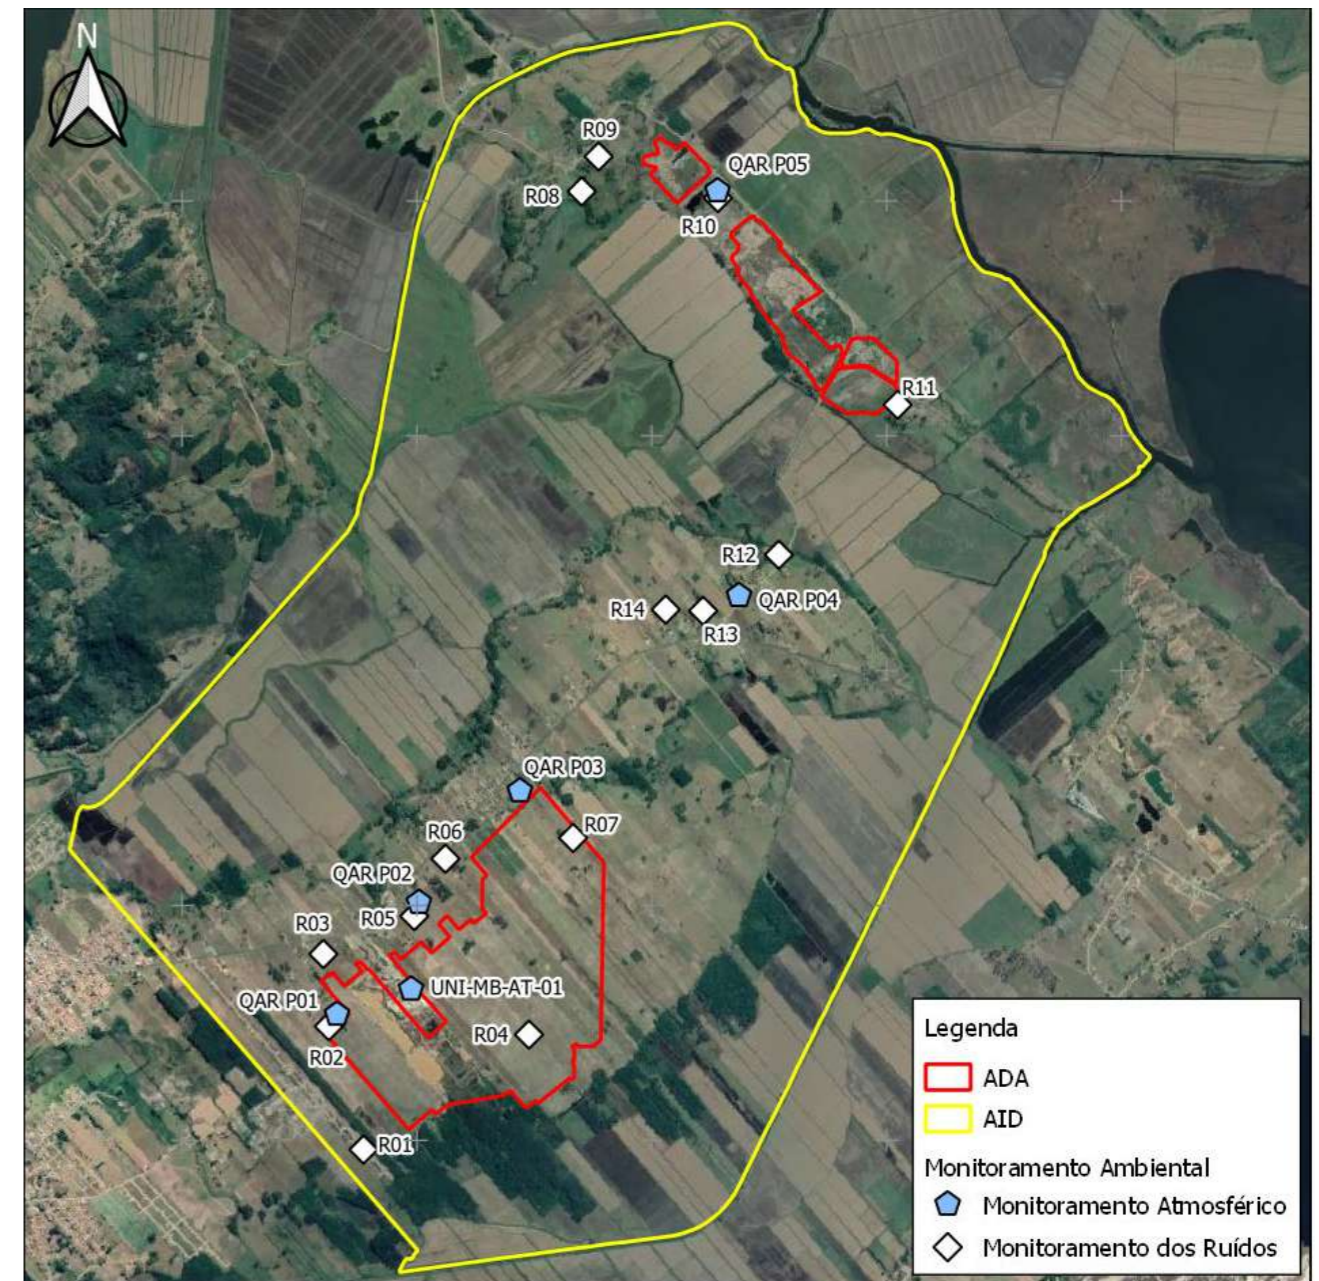 N
R09
QAR P05
R08
R10
R11
R12
QAR P04
R14
R13
QAR P03
R07
R06
QAR P02
R05
R03
UNI-MB-AT-01
QAR P01
R04
R02
R01
Legenda
ADA
AID
Monitoramento Ambiental
Monitoramento Atmosférico
Monitoramento dos Ruídos